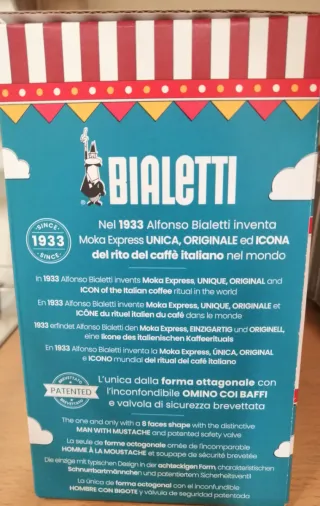 BIALETTI
SINCE
1933
SINCE
Nel 1933 Alfonso Bialetti inventa
Moka Express UNICA, ORIGINALE ed ICONA
del rito del caffè italiano nel mondo
In 1933 Alfonso Bialetti invents Moka Express, UNIQUE, ORIGINAL and
ICON of the Italian coffee ritual in the world
En 1933 Alfonso Bialetti invente Moka Express, UNIQUE, ORIGINALE et
ICÔNE du rituel italien du café dans le monde
1933 erfindet Alfonso Bialetti den Moka Express, EINZIGARTIG und ORIGINELL,
eine Ikone des italienischen Kaffeerituals
En 1933 Alfonso Bialetti inventa la Moka Express, ÚNICA, ORIGINAL
e ICONO mundial del ritual del café italiano
BREVETTATO
PATENTED
L'unica dalla forma ottagonale con
l'inconfondibile OMINO COI BAFFI
e valvola di sicurezza brevettata
The one and only with a 8 faces shape with the distinctive
MAN WITH MUSTACHE and patented safety valve
La seule de forme octogonale ornée de l'incomparable
HOMME À LA MOUSTACHE et soupape de sécurité brevetée
Die einzige mit typischen Design in der achteckigen Form, charakteristischen
Schnurrbartmännchen und patentiertem Sicherheitsventil
La única de forma octagonal con el inconfondible
HOMBRE CON BIGOTE y válvula de seguridad patentada